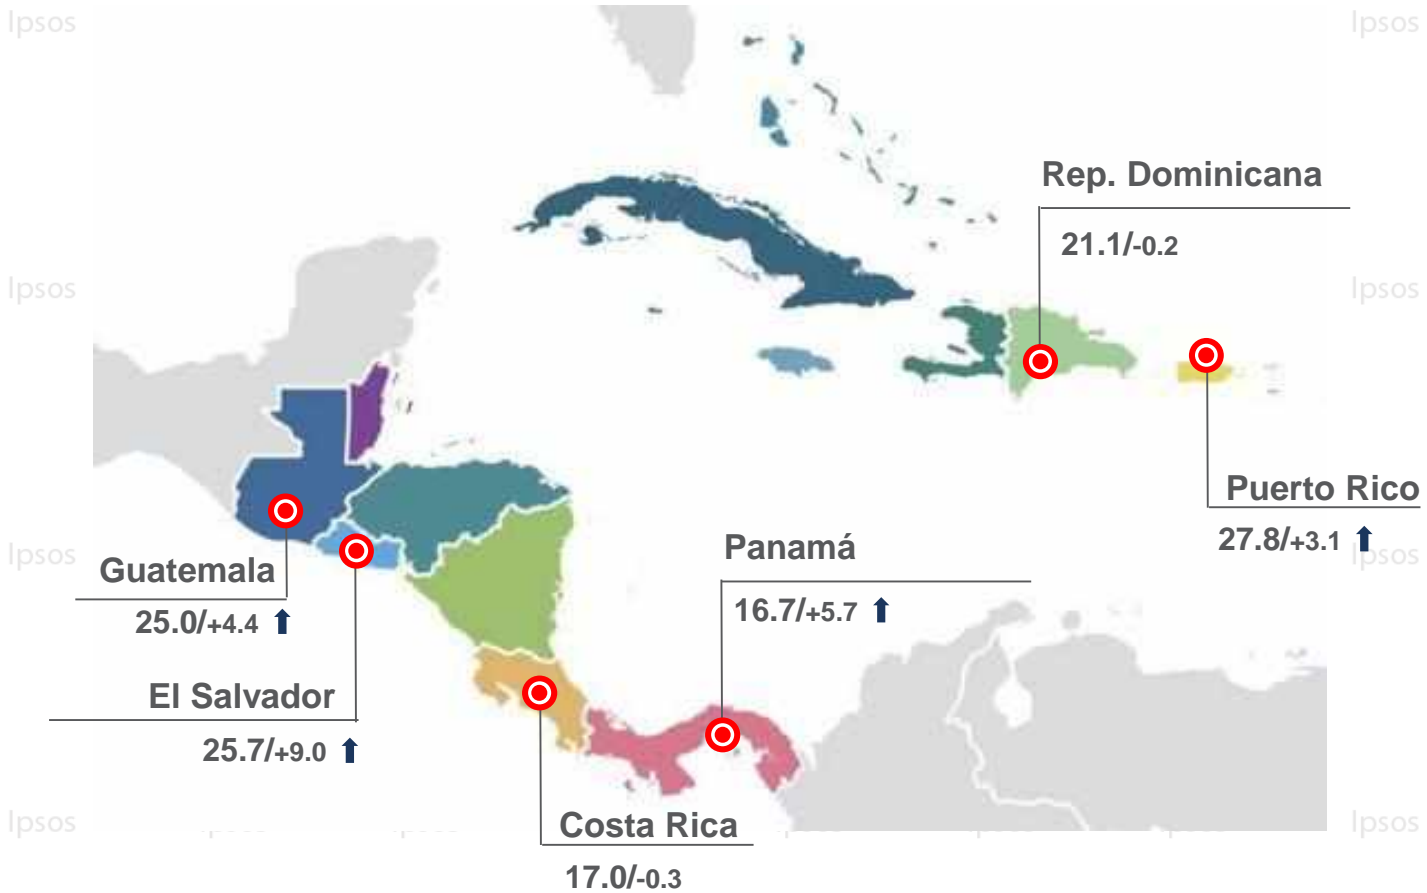 Ipsos
Ipsos
Rep. Dominicana
21.1/-0.2
Ipsos
Ipsos
Puerto Rico
27.8/+3.1
Ipsos
Ipsos
Panamá
16.7/+5.7
Guatemala
25.0/+4.4
El Salvador
25.7/+9.0
Ipsos
Ipsos
Costa Rica
17.0/-0.3